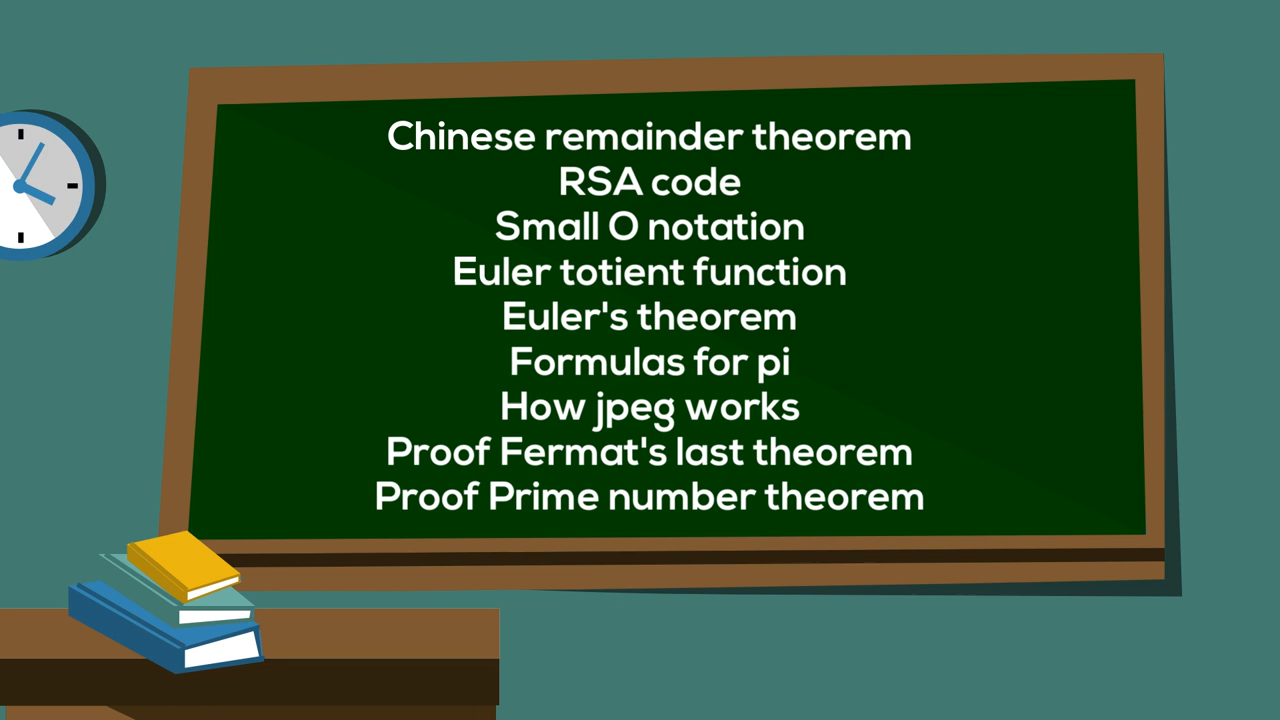 Chinese remainder theorem
RSA code
Small O notation
Euler totient function
Euler's theorem
Formulas for pi
How jpeg works
Proof Fermat's last theorem
Proof Prime number theorem